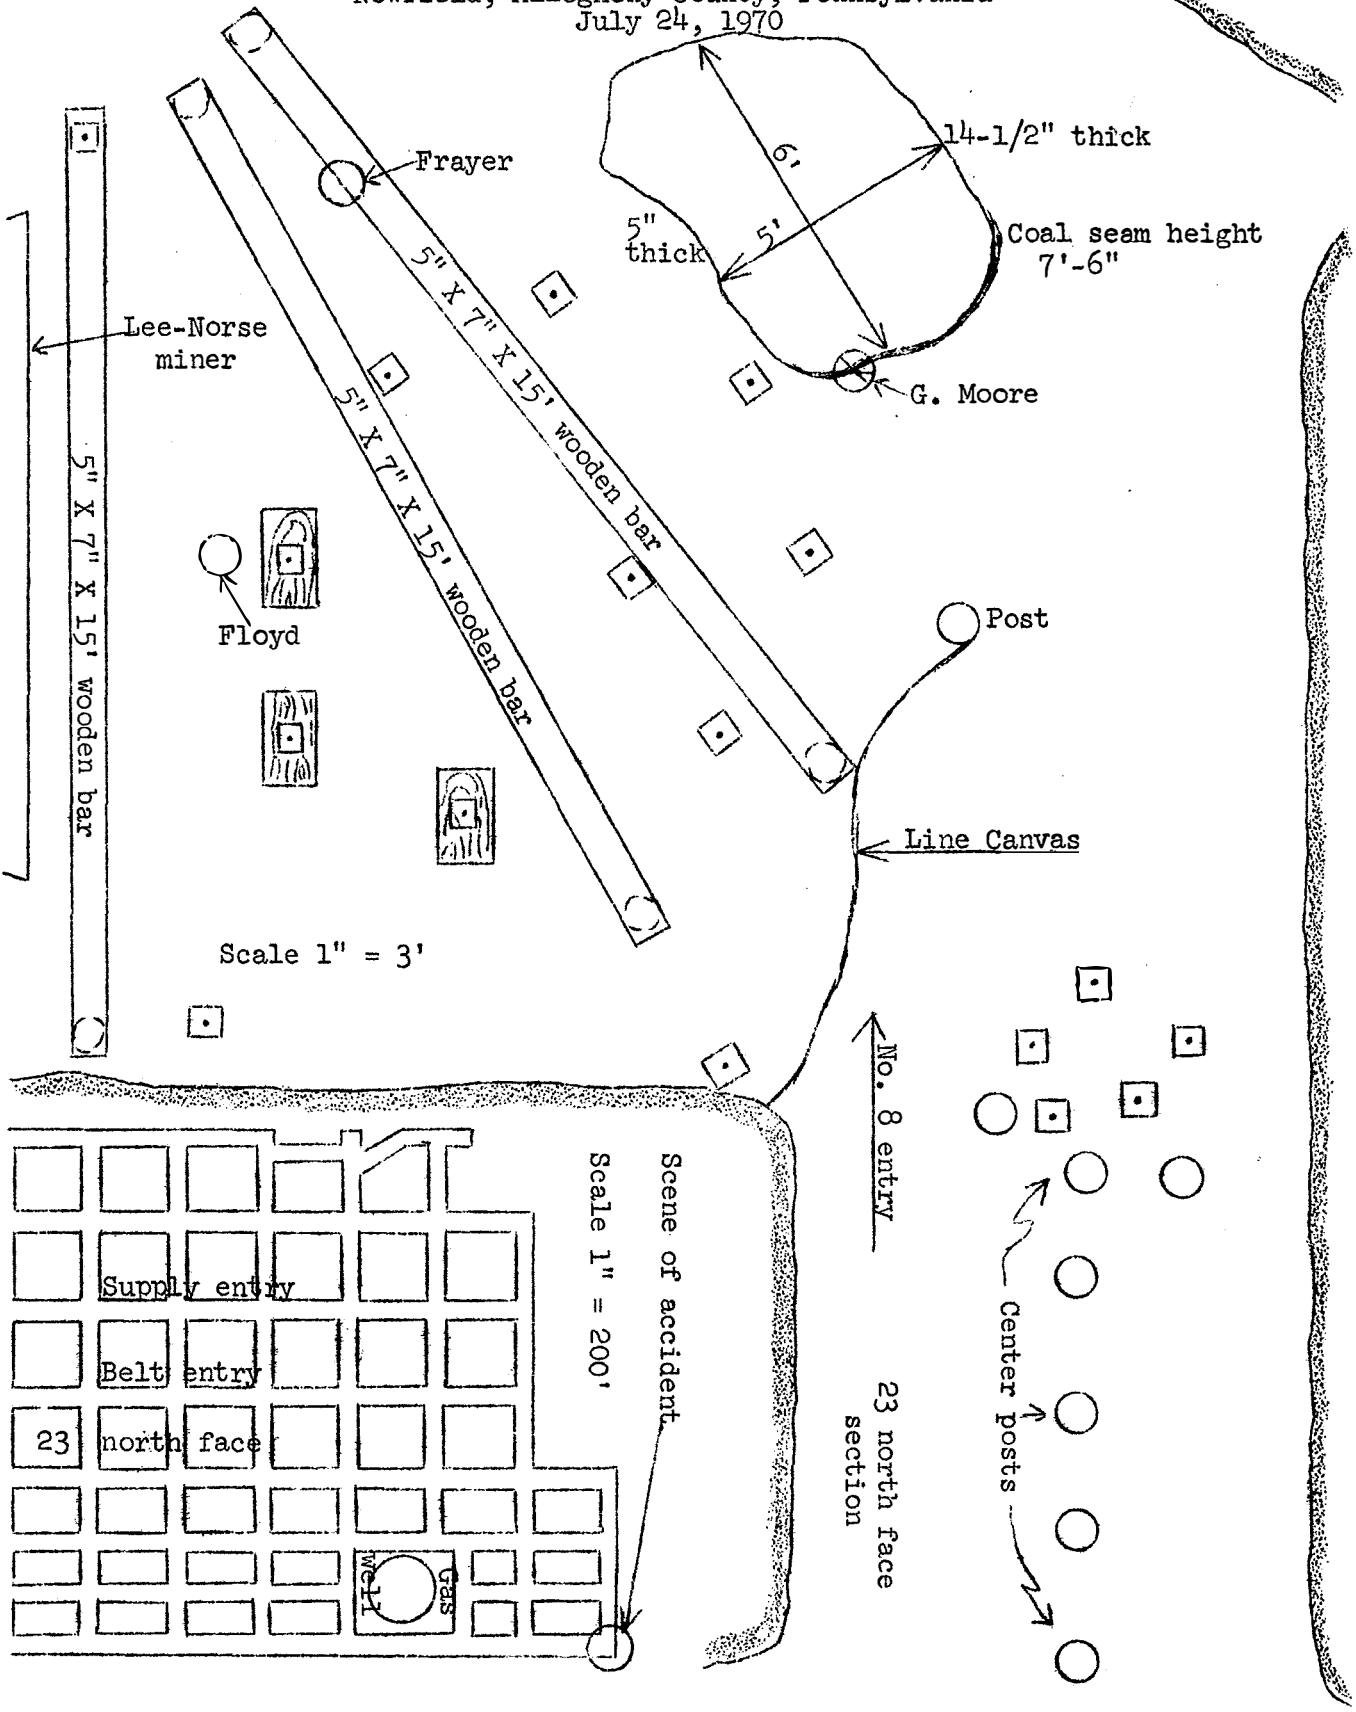 July 24, 1970
Frayer
14-1/2" thick
6'
5'
5"
thick
Coal seam height
7'-6"
G. Moore
Lee-Norse
miner
5" X 7" X 15' wooden bar
5" X 7" X 15' wooden bar
5" X 7" X 15' wooden bar
Floyd
Post
Line Canvas
Scale 1" = 3'
No. 8 entry
Scene of accident
Scale 1" = 200'
Supply entry
Belt entry
23 north face
Gas
well
Center posts
23 north face
section